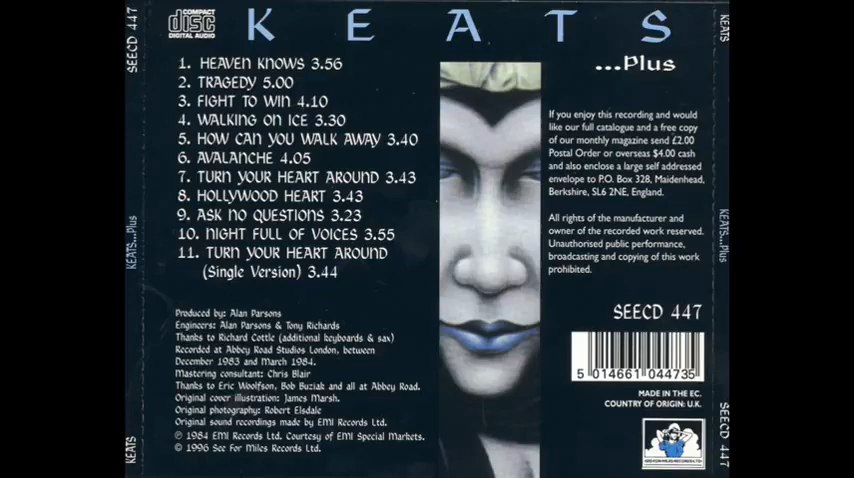 COMPACT
disc
DIGITAL AUDIO
KEATS
...Plus
1. HEAVEN KNOWS 3.56
2. TRAGEDY 5.00
3. FIGHT TO WIN 4.10
4. WALKING ON ICE 3.30
5. HOW CAN YOU WALK AWAY 3.40
6. AVALANCHE 4.05
7. TURN YOUR HEART AROUND 3.43
8. HOLLYWOOD HEART 3.43
9. ASK NO QUESTIONS 3.23
10. NIGHT FULL OF VOICES 3.55
11. TURN YOUR HEART AROUND
(Single Version) 3.44
Produced by: Alan Parsons
Engineers: Alan Parsons & Tony Richards
Thanks to Richard Cottle (additional keyboards & sax)
Recorded at Abbey Road Studios London, between
December 1983 and March 1984.
Mastering consultant: Chris Blair
Thanks to Eric Woolfson, Bob Buziak and all at Abbey Road.
Original cover illustration: James Marsh.
Original photography: Robert Elsdale
Original sound recordings made by EMI Records Ltd.
℗ 1984 EMI Records Ltd. Courtesy of EMI Special Markets.
© 1996 See For Miles Records Ltd.
If you enjoy this recording and would
like our full catalogue and a free copy
of our monthly magazine send £2.00
Postal Order or overseas $4.00 cash
and also enclose a large self addressed
envelope to P.O. Box 328, Maidenhead,
Berkshire, SL6 2NE, England.
All rights of the manufacturer and
owner of the recorded work reserved.
Unauthorised public performance,
broadcasting and copying of this work
prohibited.
SEECD 447
5 014661 044735
MADE IN THE EC.
COUNTRY OF ORIGIN: U.K.
SEE FOR MILES RECORDS LTD
SEECD 447
KEATS...Plus
KEATS
KEATS
KEATS...Plus
SEECD 447